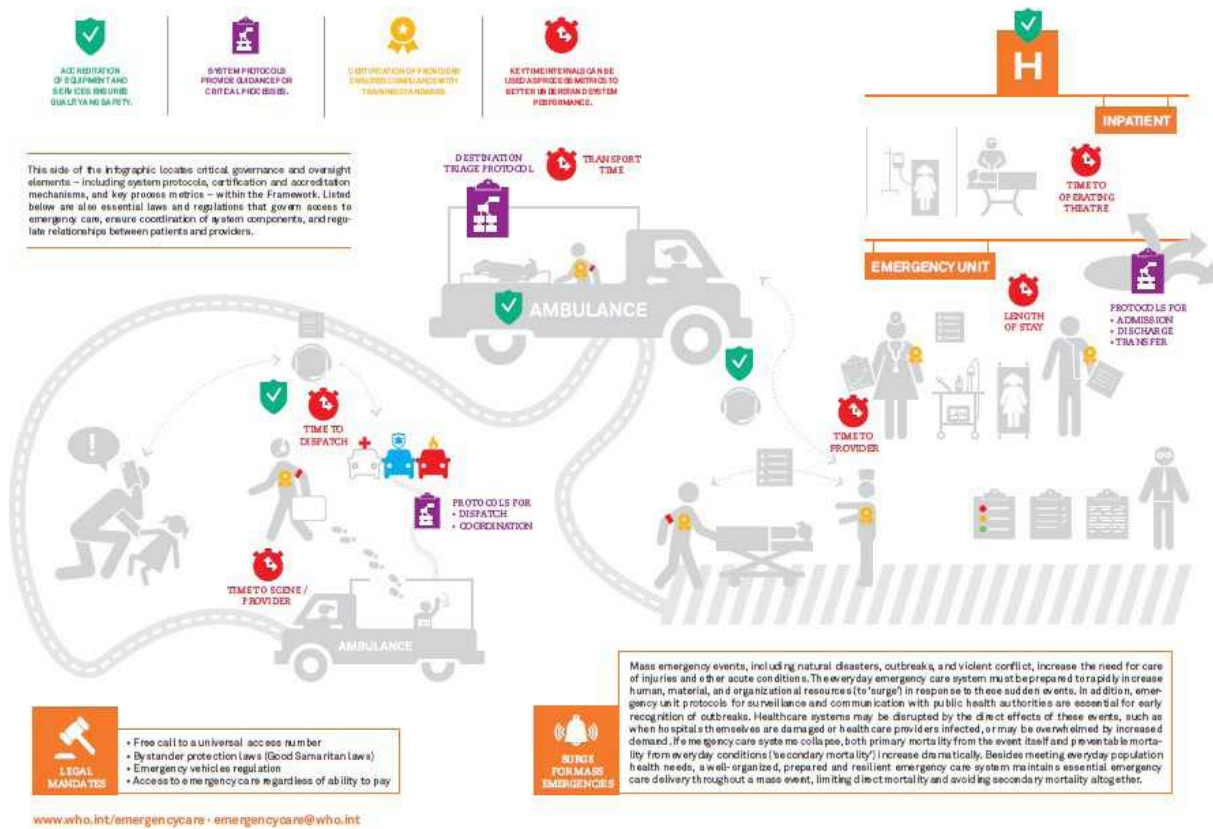 ACCREDITATION
OF EQUIPMENT AND
SERVICES ENSURES
QUALITY AND SAFETY.
SYSTEM PROTOCOLS
PROVIDE GUIDANCE FOR
CRITICAL PROCESSES.
CERTIFICATION OF PROVIDERS
ENSURES COMPLIANCE WITH
TRAINING STANDARDS.
KEY TIME INTERVALS CAN BE
USED AS PROCESS METRICS TO
BETTER UNDERSTAND SYSTEM
PERFORMANCE.
This side of the infographic locates critical governance and oversight
elements – including system protocols, certification and accreditation
mechanisms, and key process metrics – within the Framework. Listed
below are also essential laws and regulations that govern access to
emergency care, ensure coordination of system components, and regu-
late relationships between patients and providers.
DESTINATION
TRIAGE PROTOCOL
TRANSPORT
TIME
AMBULANCE
H
INPATIENT
TIME TO
OPERATING
THEATRE
EMERGENCY UNIT
LENGTH
OF STAY
PROTOCOLS FOR
• ADMISSION
• DISCHARGE
• TRANSFER
!
TIME TO
DISPATCH
PROTOCOLS FOR
• DISPATCH
• COORDINATION
TIME TO
PROVIDER
TIME TO SCENE /
PROVIDER
AMBULANCE
LEGAL
MANDATES
• Free call to a universal access number
• Bystander protection laws (Good Samaritan laws)
• Emergency vehicles regulation
• Access to emergency care regardless of ability to pay
SURGE
FOR MASS
EMERGENCIES
Mass emergency events, including natural disasters, outbreaks, and violent conflict, increase the need for care
of injuries and other acute conditions. The everyday emergency care system must be prepared to rapidly increase
human, material, and organizational resources (to ‘surge’) in response to these sudden events. In addition, emer-
gency unit protocols for surveillance and communication with public health authorities are essential for early
recognition of outbreaks. Healthcare systems may be disrupted by the direct effects of these events, such as
when hospitals themselves are damaged or health care providers infected, or may be overwhelmed by increased
demand. If emergency care systems collapse, both primary mortality from the event itself and preventable morta-
lity from everyday conditions (‘secondary mortality’) increase dramatically. Besides meeting everyday population
health needs, a well-organized, prepared and resilient emergency care system maintains essential emergency
care delivery throughout a mass event, limiting direct mortality and avoiding secondary mortality altogether.
www.who.int/emergencycare · emergencycare@who.int